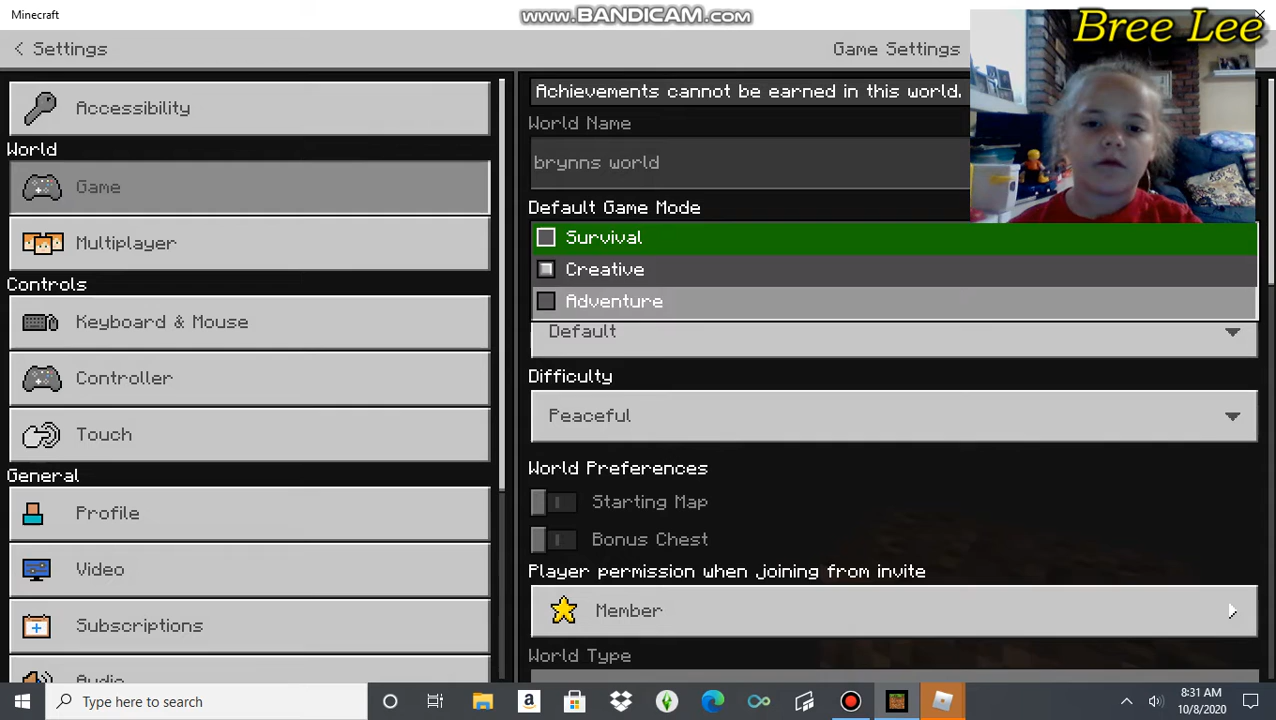 Minecraft
www.BANDICAM.com
Bree Lee
Settings
Game Settings
Accessibility
World
Game
Multiplayer
Controls
Keyboard & Mouse
Controller
Touch
General
Profile
Video
Subscriptions
Audio
Achievements cannot be earned in this world.
World Name
brynns world
Default Game Mode
Survival
Creative
Adventure
Default
Difficulty
Peaceful
World Preferences
Starting Map
Bonus Chest
Player permission when joining from invite
Member
World Type
Type here to search
8:31 AM
10/8/2020